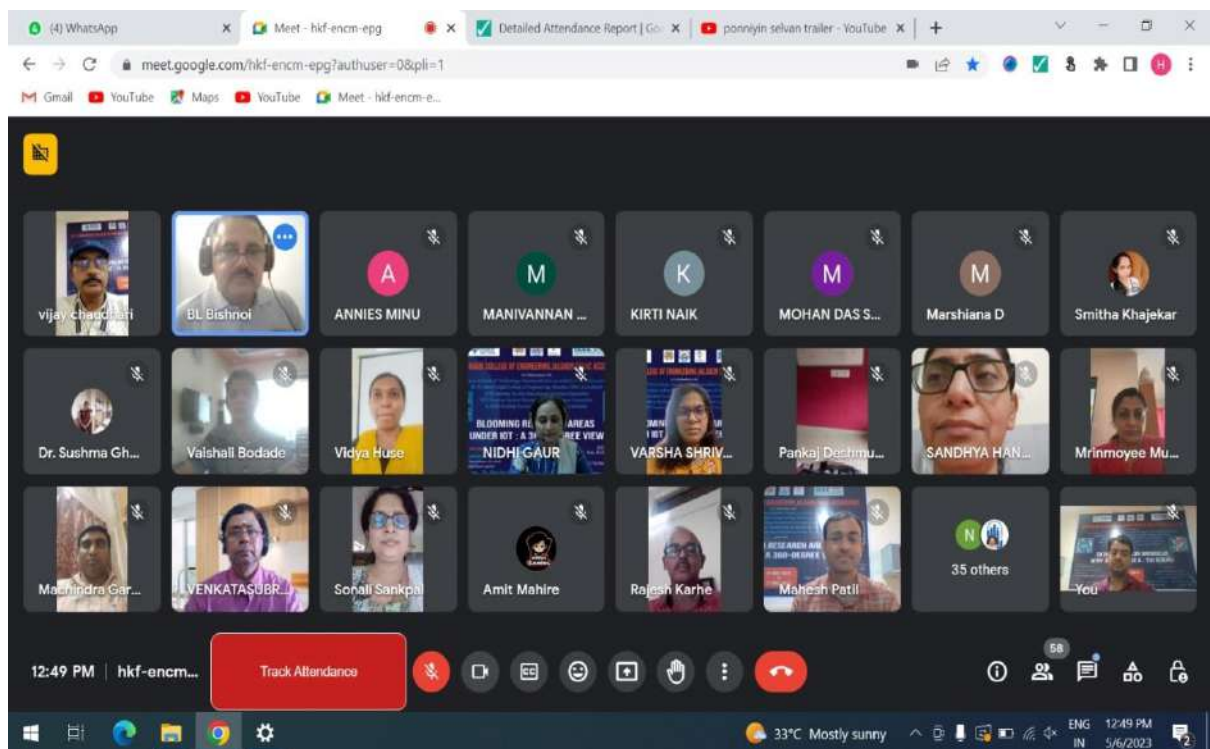 (4) WhatsApp
Meet - hkf-encm-epg
Detailed Attendance Report | Go
ponniyin selvan trailer - YouTube
meet.google.com/hkf-encm-epg?authuser=0&pli=1
H
Gmail
YouTube
Maps
YouTube
Meet - hkf-encm-e...
vijay chaudhari
BL Bishnoi
A
ANNIES MINU
M
MANIVANNAN ...
K
KIRTI NAIK
M
MOHAN DAS S...
M
Marshiana D
Smitha Khajekar
Dr. Sushma Gh...
Vaishali Bodade
Vidya Huse
BLOOMING RE AREAS
UNDER IOT : A 36 REE VIEW
NIDHI GAUR
VARSHA SHRIV...
Pankaj Deshmu...
SANDHYA HAN...
Mrinmoyee Mu...
Machindra Gar...
VENKATASUBR...
Sonali Sankpal
Amit Mahire
Rajesh Karhe
Mahesh Patil
N
35 others
You
12:49 PM | hkf-encm...
Track Attendance
CC
58
33°C Mostly sunny
ENG
IN
12:49 PM
5/6/2023
2